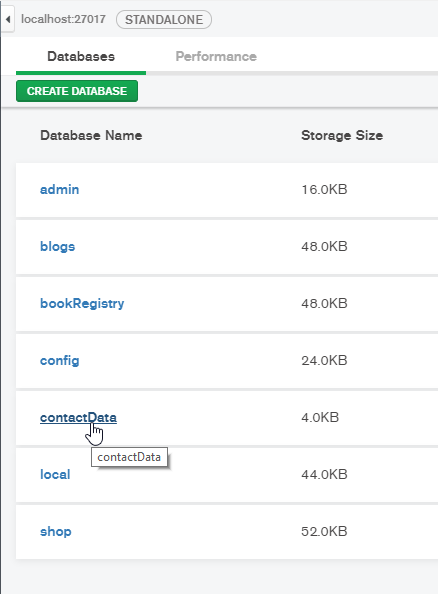 localhost:27017 STANDALONE
Databases Performance
CREATE DATABASE
Database Name Storage Size
admin 16.0KB
blogs 48.0KB
bookRegistry 48.0KB
config 24.0KB
contactData 4.0KB
contactData
local 44.0KB
shop 52.0KB